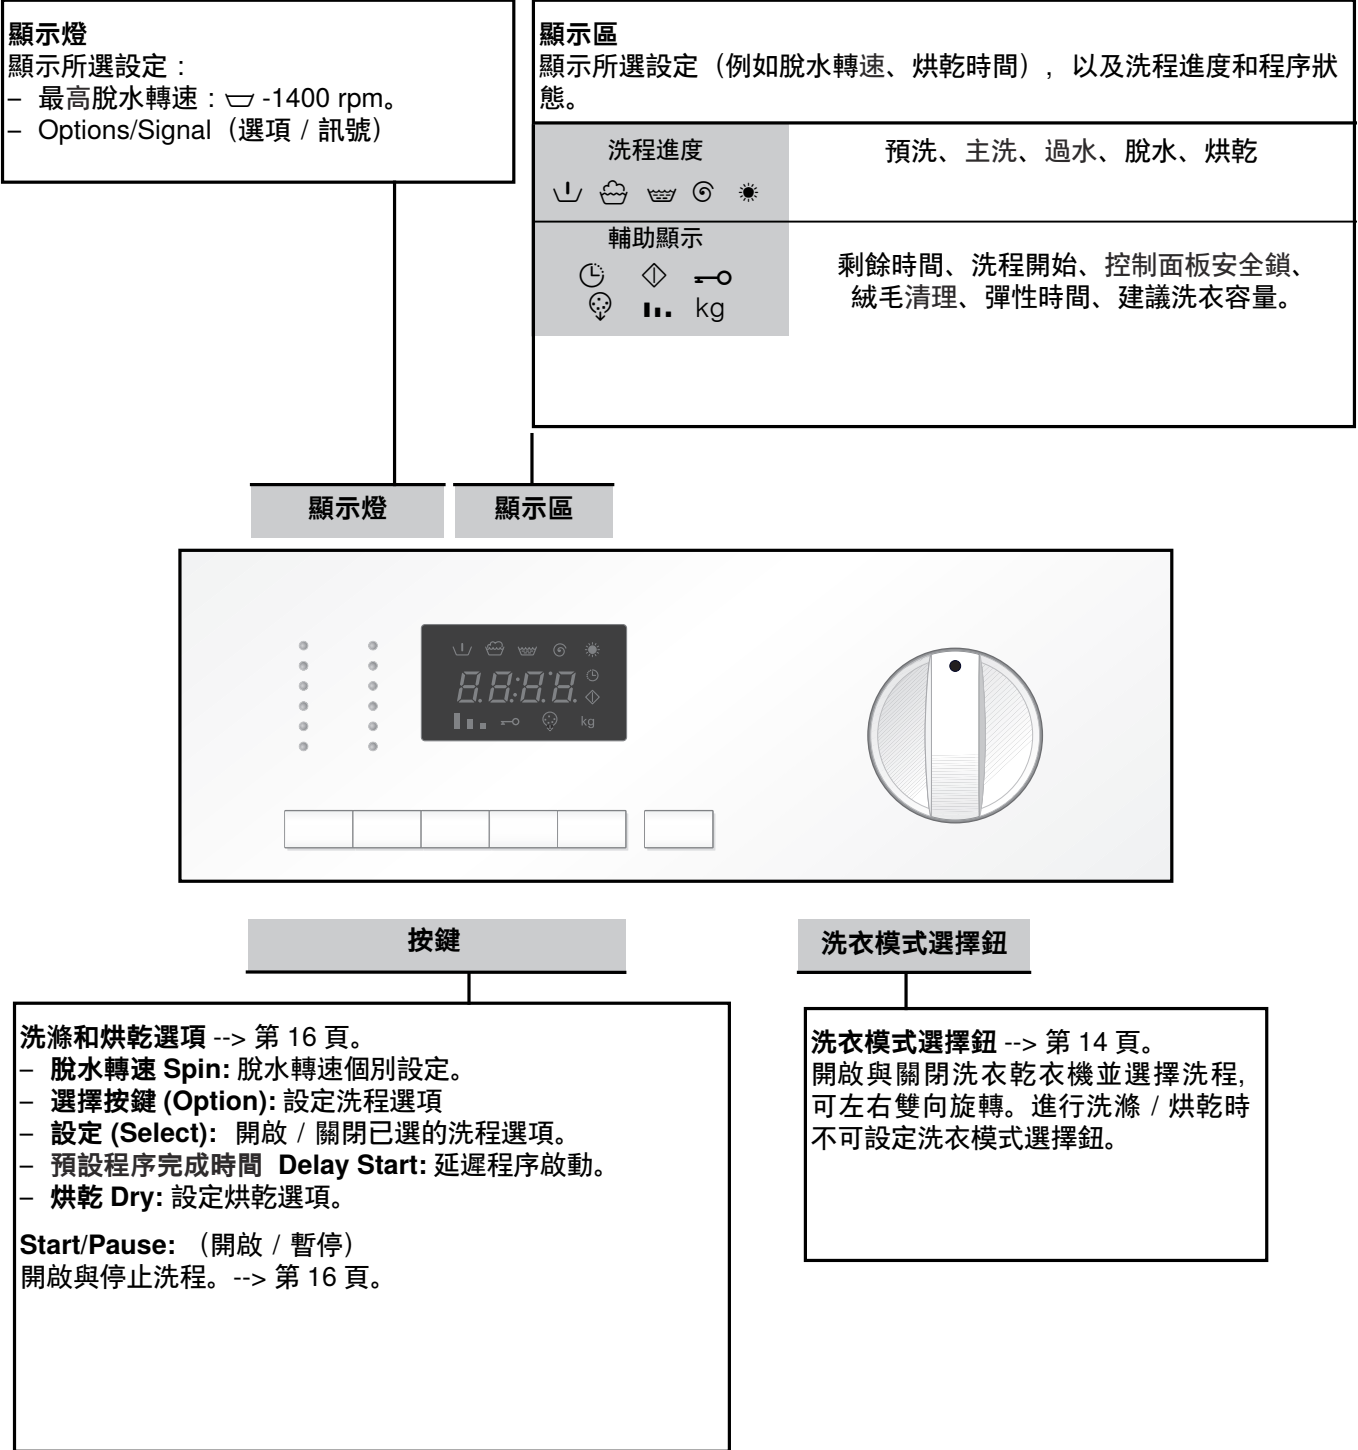 顯示燈
顯示所選設定：
– 最高脫水轉速：-1400 rpm。
– Options/Signal（選項 / 訊號）
顯示區
顯示所選設定（例如脫水轉速、烘乾時間）, 以及洗程進度和程序狀
態。
洗程進度
預洗、主洗、過水、脫水、烘乾
輔助顯示
kg
剩餘時間、洗程開始、控制面板安全鎖、
絨毛清理、彈性時間、建議洗衣容量。
顯示燈
顯示區
8.8:8.8.
kg
按鍵
洗衣模式選擇鈕
洗滌和烘乾選項 --> 第 16 頁。
– 脫水轉速 Spin: 脫水轉速個別設定。
– 選擇按鍵 (Option): 設定洗程選項
– 設定 (Select): 開啟 / 關閉已選的洗程選項。
– 預設程序完成時間 Delay Start: 延遲程序啟動。
– 烘乾 Dry: 設定烘乾選項。
Start/Pause: （開啟 / 暫停）
開啟與停止洗程。--> 第 16 頁。
洗衣模式選擇鈕 --> 第 14 頁。
開啟與關閉洗衣乾衣機並選擇洗程,
可左右雙向旋轉。進行洗滌 / 烘乾時
不可設定洗衣模式選擇鈕。